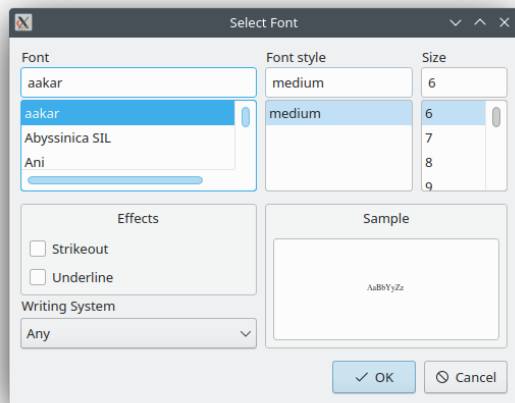 Select Font
Font
Font style
Size
aakar
medium
6
aakar
medium
6
Abyssinica SIL
7
Ani
8
9
Effects
Sample
Strikeout
Underline
AaBbYyZz
Writing System
Any
OK
Cancel